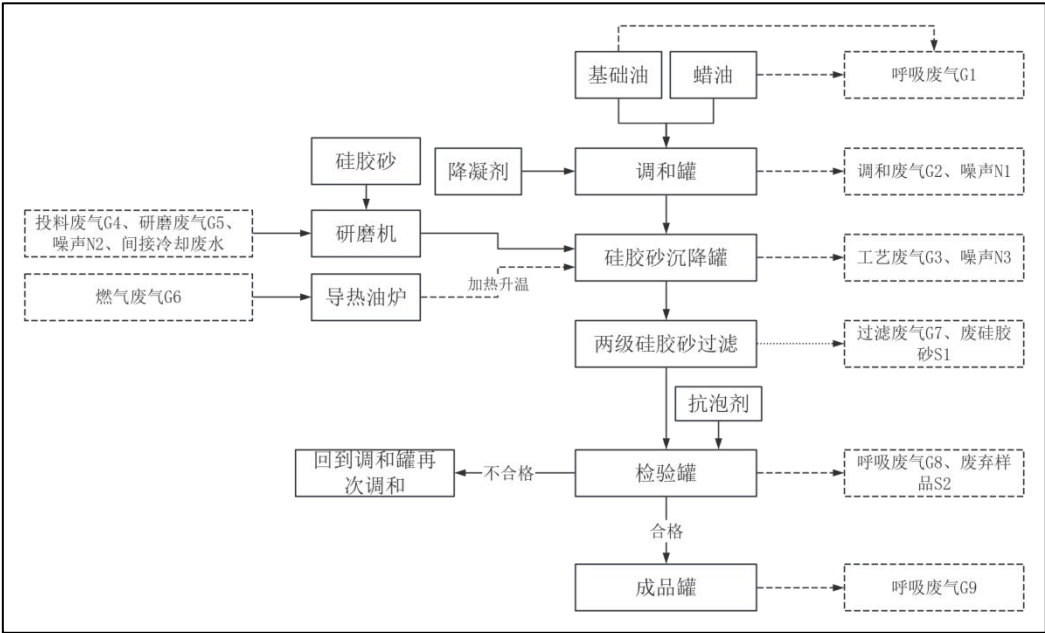 基础油
蜡油
呼吸废气G1
硅胶砂
降凝剂
调和罐
调和废气G2、噪声N1
投料废气G4、研磨废气G5、
噪声N2、间接冷却废水
研磨机
硅胶砂沉降罐
工艺废气G3、噪声N3
燃气废气G6
导热油炉
加热升温
两级硅胶砂过滤
过滤废气G7、废硅胶
砂S1
抗泡剂
回到调和罐再
次调和
不合格
检验罐
呼吸废气G8、废弃样
品S2
合格
成品罐
呼吸废气G9